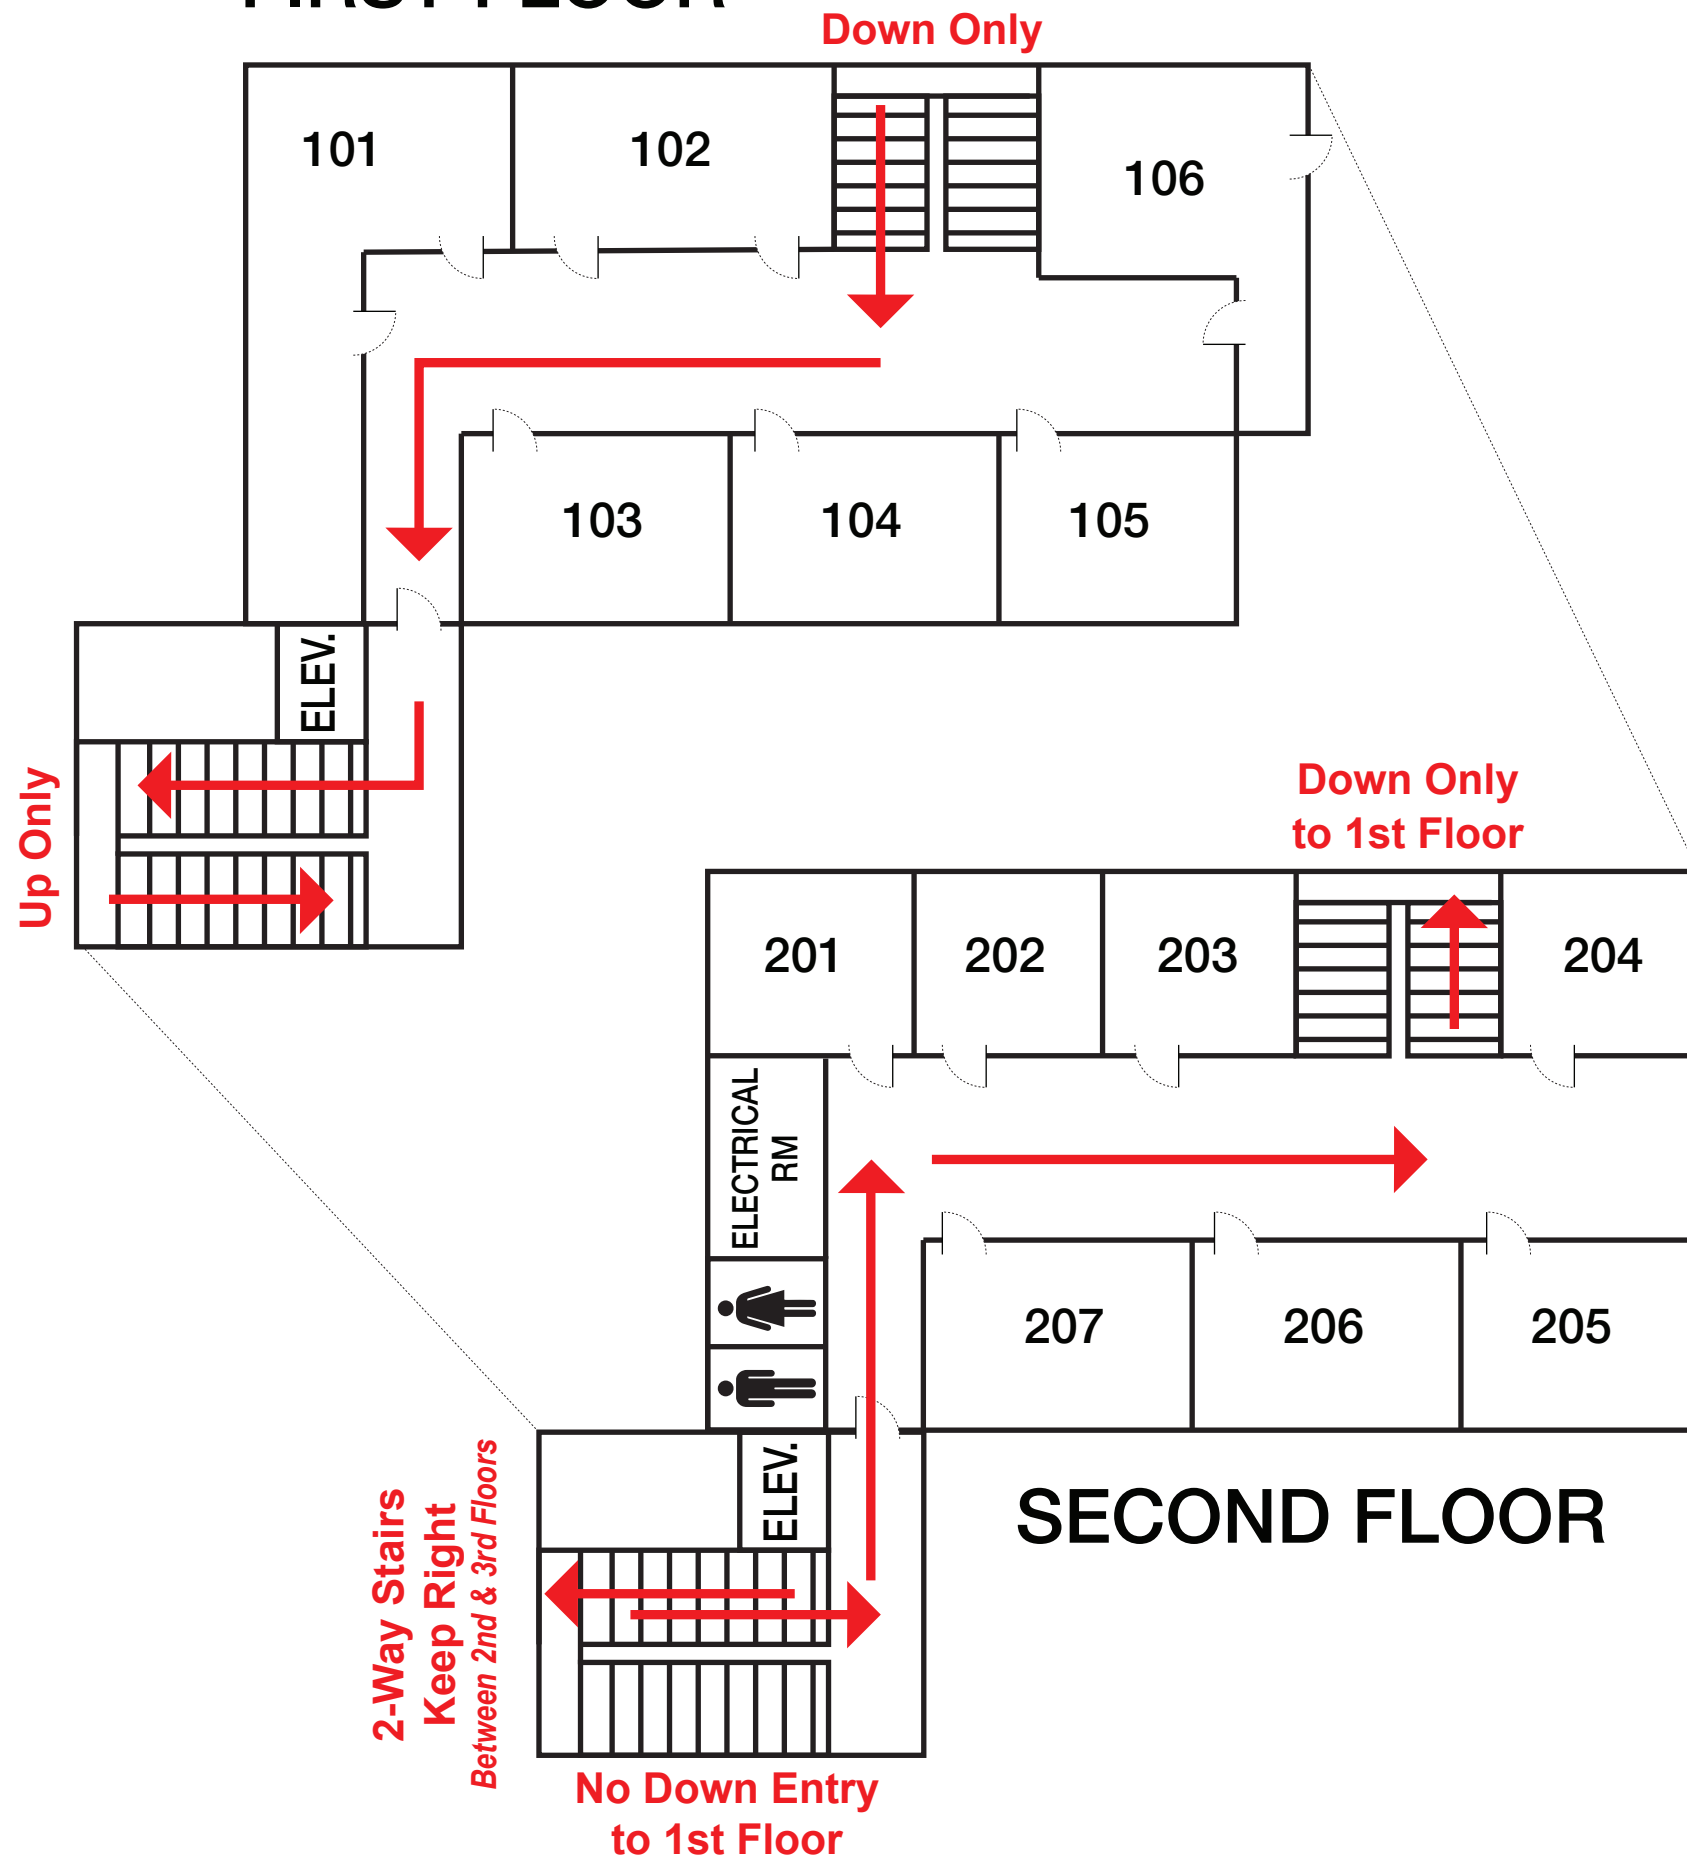 FIRST FLOOR
Down Only
101
102
106
103
104
105
ELEV.
Up Only
Down Only
to 1st Floor
201
202
203
204
ELECTRICAL
RM
207
206
205
ELEV.
SECOND FLOOR
2-Way Stairs
Keep Right
Between 2nd & 3rd Floors
No Down Entry
to 1st Floor